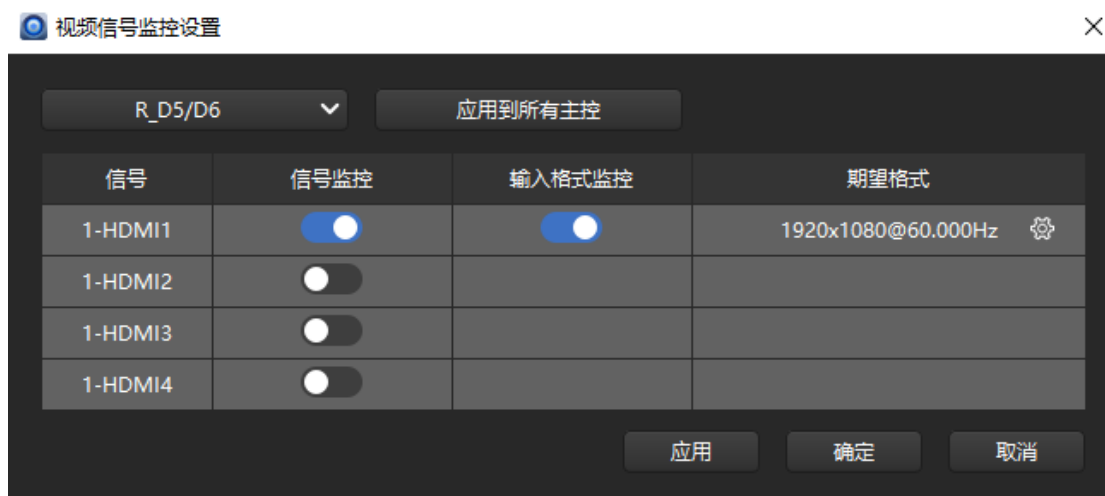 视频信号监控设置
R_D5/D6 应用到所有主控
信号 信号监控 输入格式监控 期望格式
1-HDMI1 1920x1080@60.000Hz
1-HDMI2
1-HDMI3
1-HDMI4
应用 确定 取消